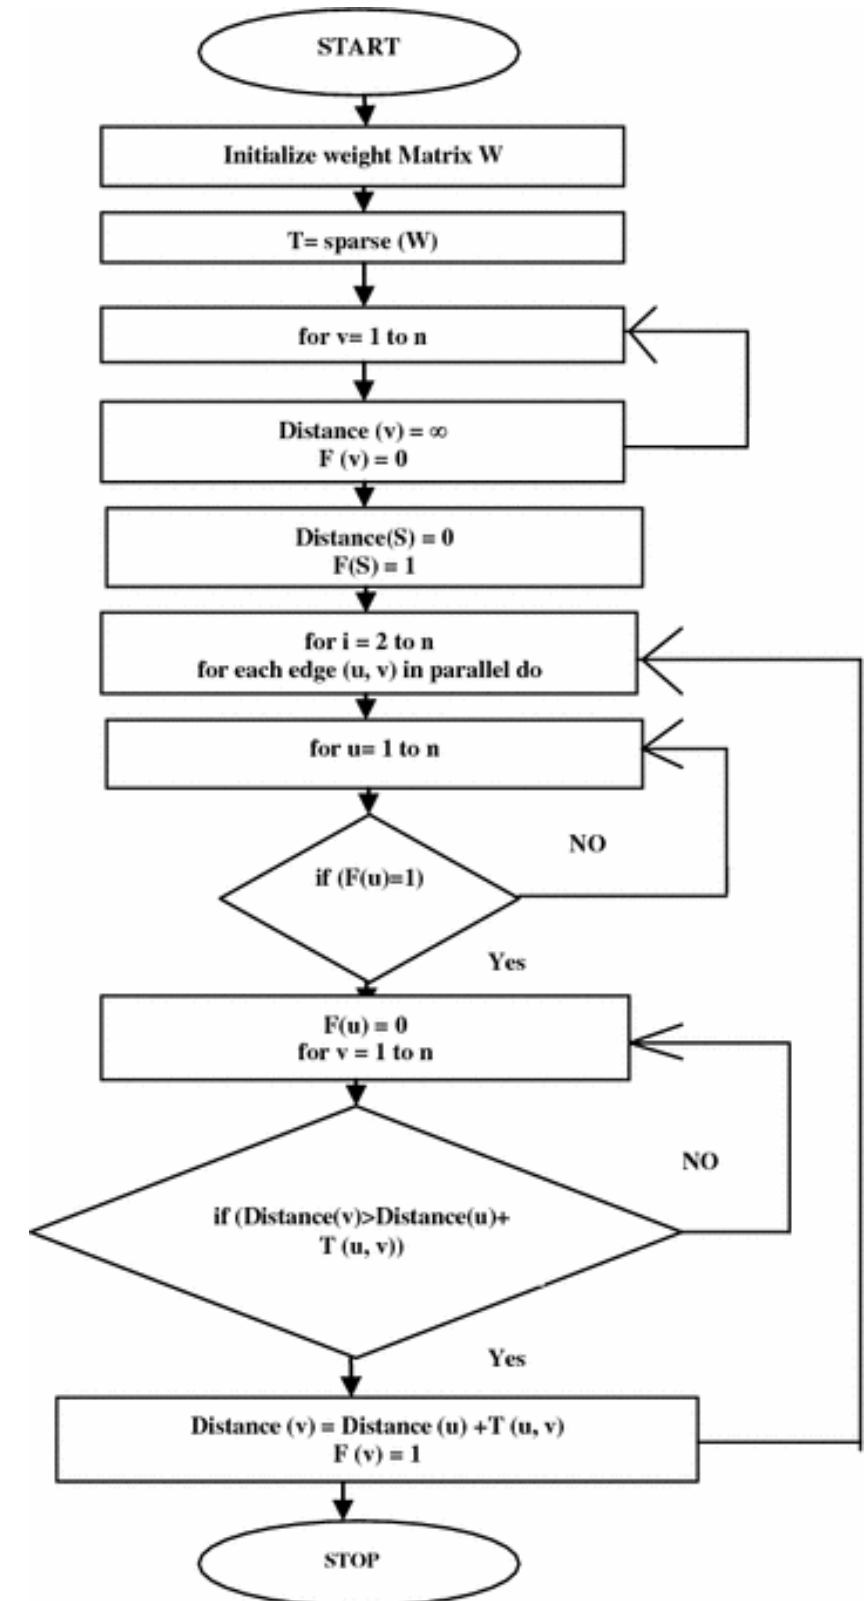 START
Initialize weight Matrix W
T= sparse (W)
for v= 1 to n
Distance (v) = ∞
F (v) = 0
Distance(S) = 0
F(S) = 1
for i = 2 to n
for each edge (u, v) in parallel do
for u= 1 to n
NO
if (F(u)=1)
Yes
F(u) = 0
for v = 1 to n
NO
if (Distance(v)>Distance(u)+
T (u, v))
Yes
Distance (v) = Distance (u) +T (u, v)
F (v) = 1
STOP